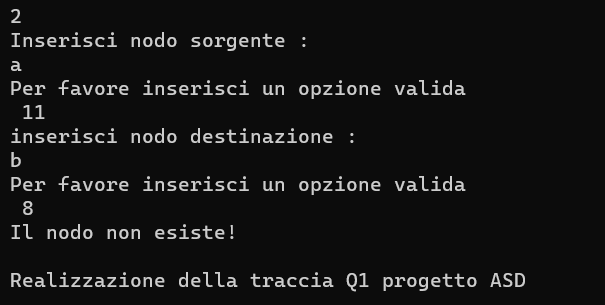 2
Inserisci nodo sorgente :
a
Per favore inserisci un opzione valida
11
inserisci nodo destinazione :
b
Per favore inserisci un opzione valida
8
Il nodo non esiste!
Realizzazione della traccia Q1 progetto ASD